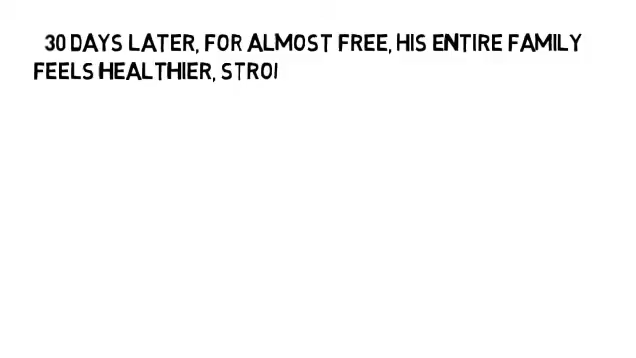 30 DAYS LATER, FOR ALMOST FREE, HIS ENTIRE FAMILY
FEELS HEALTHIER,